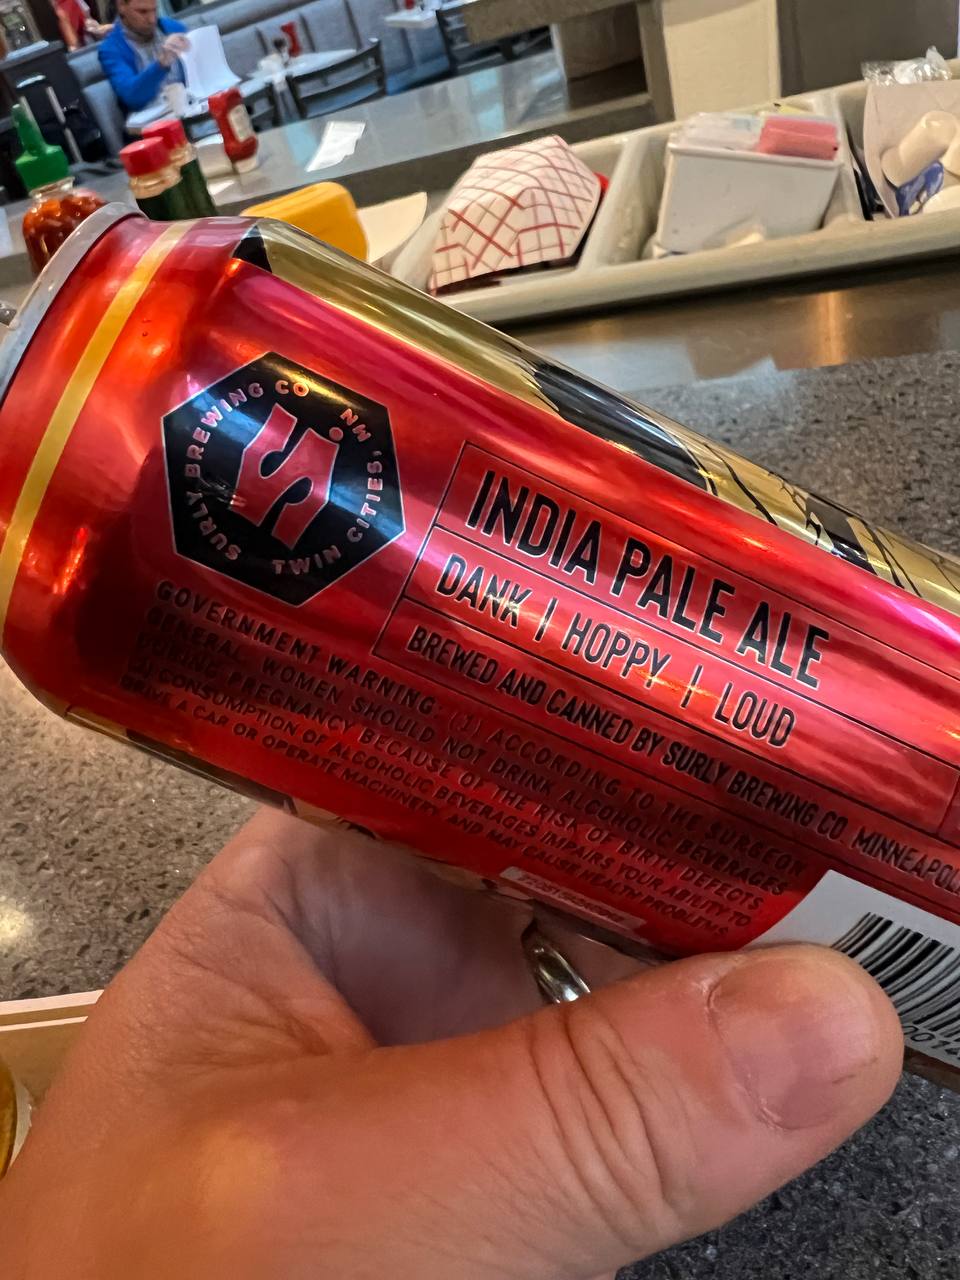 SURLY BREWING CO
TWIN CITIES, MN
INDIA PALE ALE
DANK | HOPPY | LOUD
BREWED AND CANNED BY SURLY BREWING CO. MINNEAPOL
GOVERNMENT WARNING: (1) ACCORDING TO THE SURGEON
GENERAL, WOMEN SHOULD NOT DRINK ALCOHOLIC BEVERAGES
DURING PREGNANCY BECAUSE OF THE RISK OF BIRTH DEFECTS.
(2) CONSUMPTION OF ALCOHOLIC BEVERAGES IMPAIRS YOUR ABILITY TO
DRIVE A CAR OR OPERATE MACHINERY, AND MAY CAUSE HEALTH PROBLEMS.